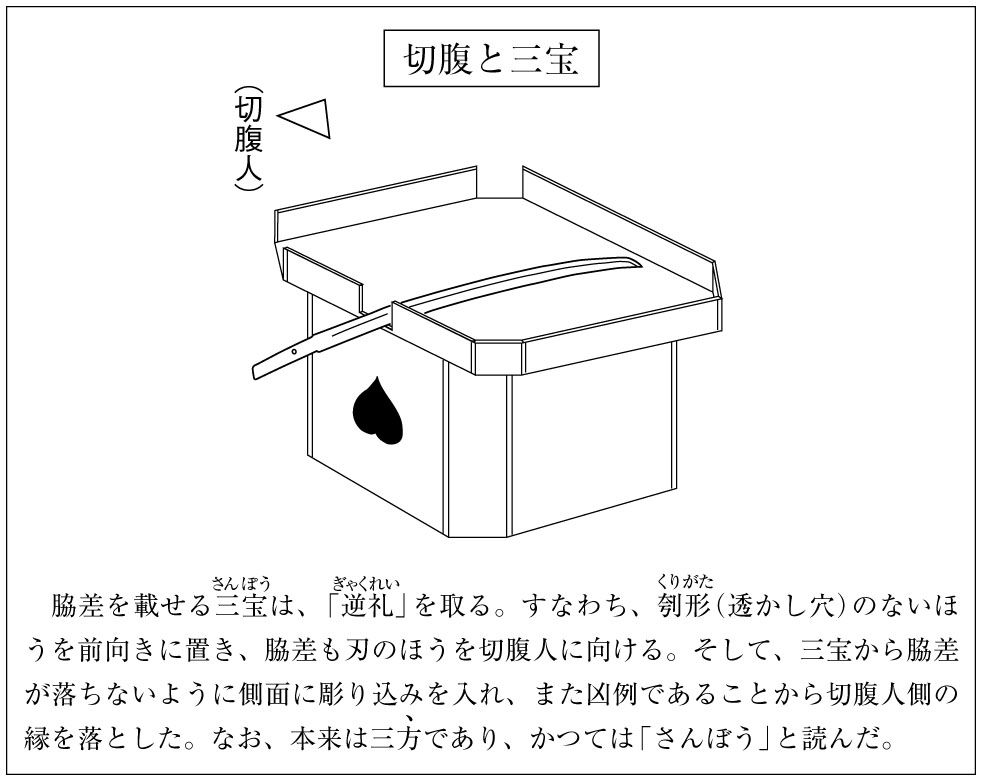 切腹と三宝
(切腹人)
脇差を載せる三宝は、「逆礼」を取る。すなわち、刳形(透かし穴)のないほ
さんぽう
ぎゃくれい
くりがた
うを前向きに置き、脇差も刃のほうを切腹人に向ける。そして、三宝から脇差
が落ちないように側面に彫り込みを入れ、また凶例であることから切腹人側の
縁を落とした。なお、本来は三方であり、かつては「さんぼう」と読んだ。